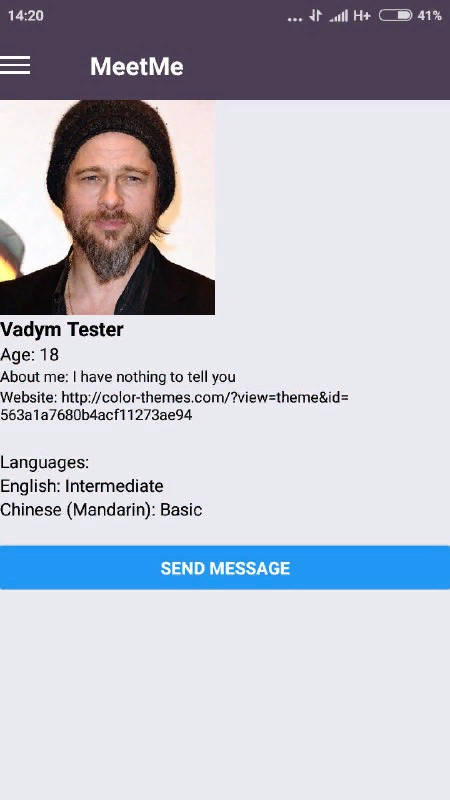 14:20 ... H+ 41%
MeetMe
Vadym Tester
Age: 18
About me: I have nothing to tell you
Website: http://color-themes.com/?view=theme&id=
563a1a7680b4acf11273ae94
Languages:
English: Intermediate
Chinese (Mandarin): Basic
SEND MESSAGE